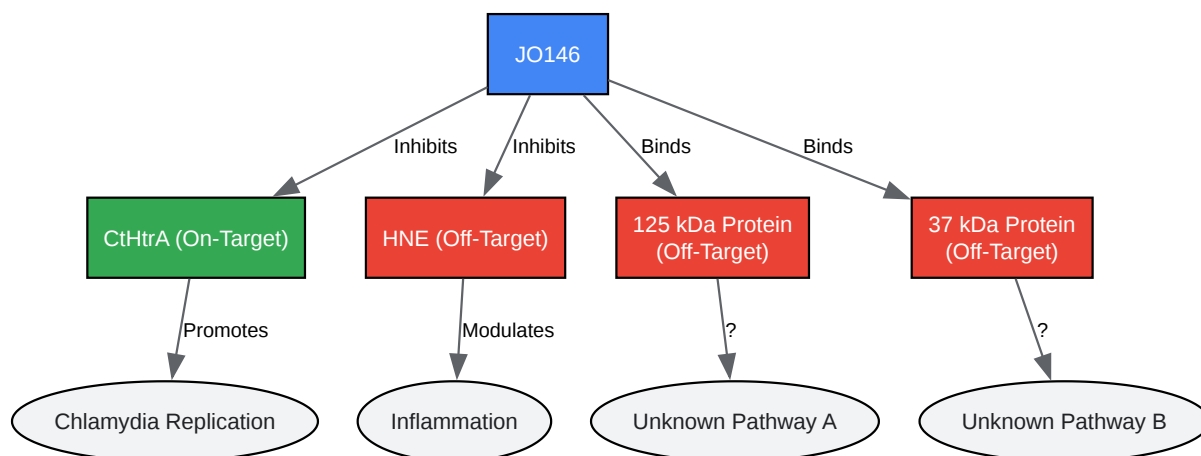 JO146
Inhibits
Inhibits
Binds
Binds
CtHtrA (On-Target)
HNE (Off-Target)
125 kDa Protein
(Off-Target)
37 kDa Protein
(Off-Target)
Promotes
Modulates
?
?
Chlamydia Replication
Inflammation
Unknown Pathway A
Unknown Pathway B